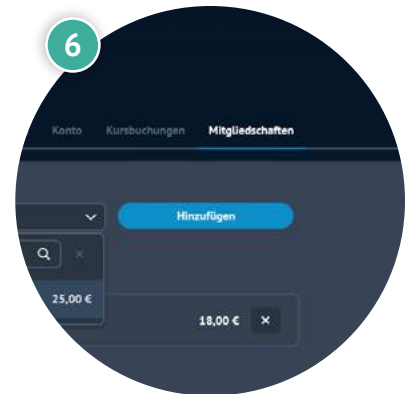 6
Konto Kursbuchungen Mitgliedschaften
Hinzufügen
25,00 €
18,00 €